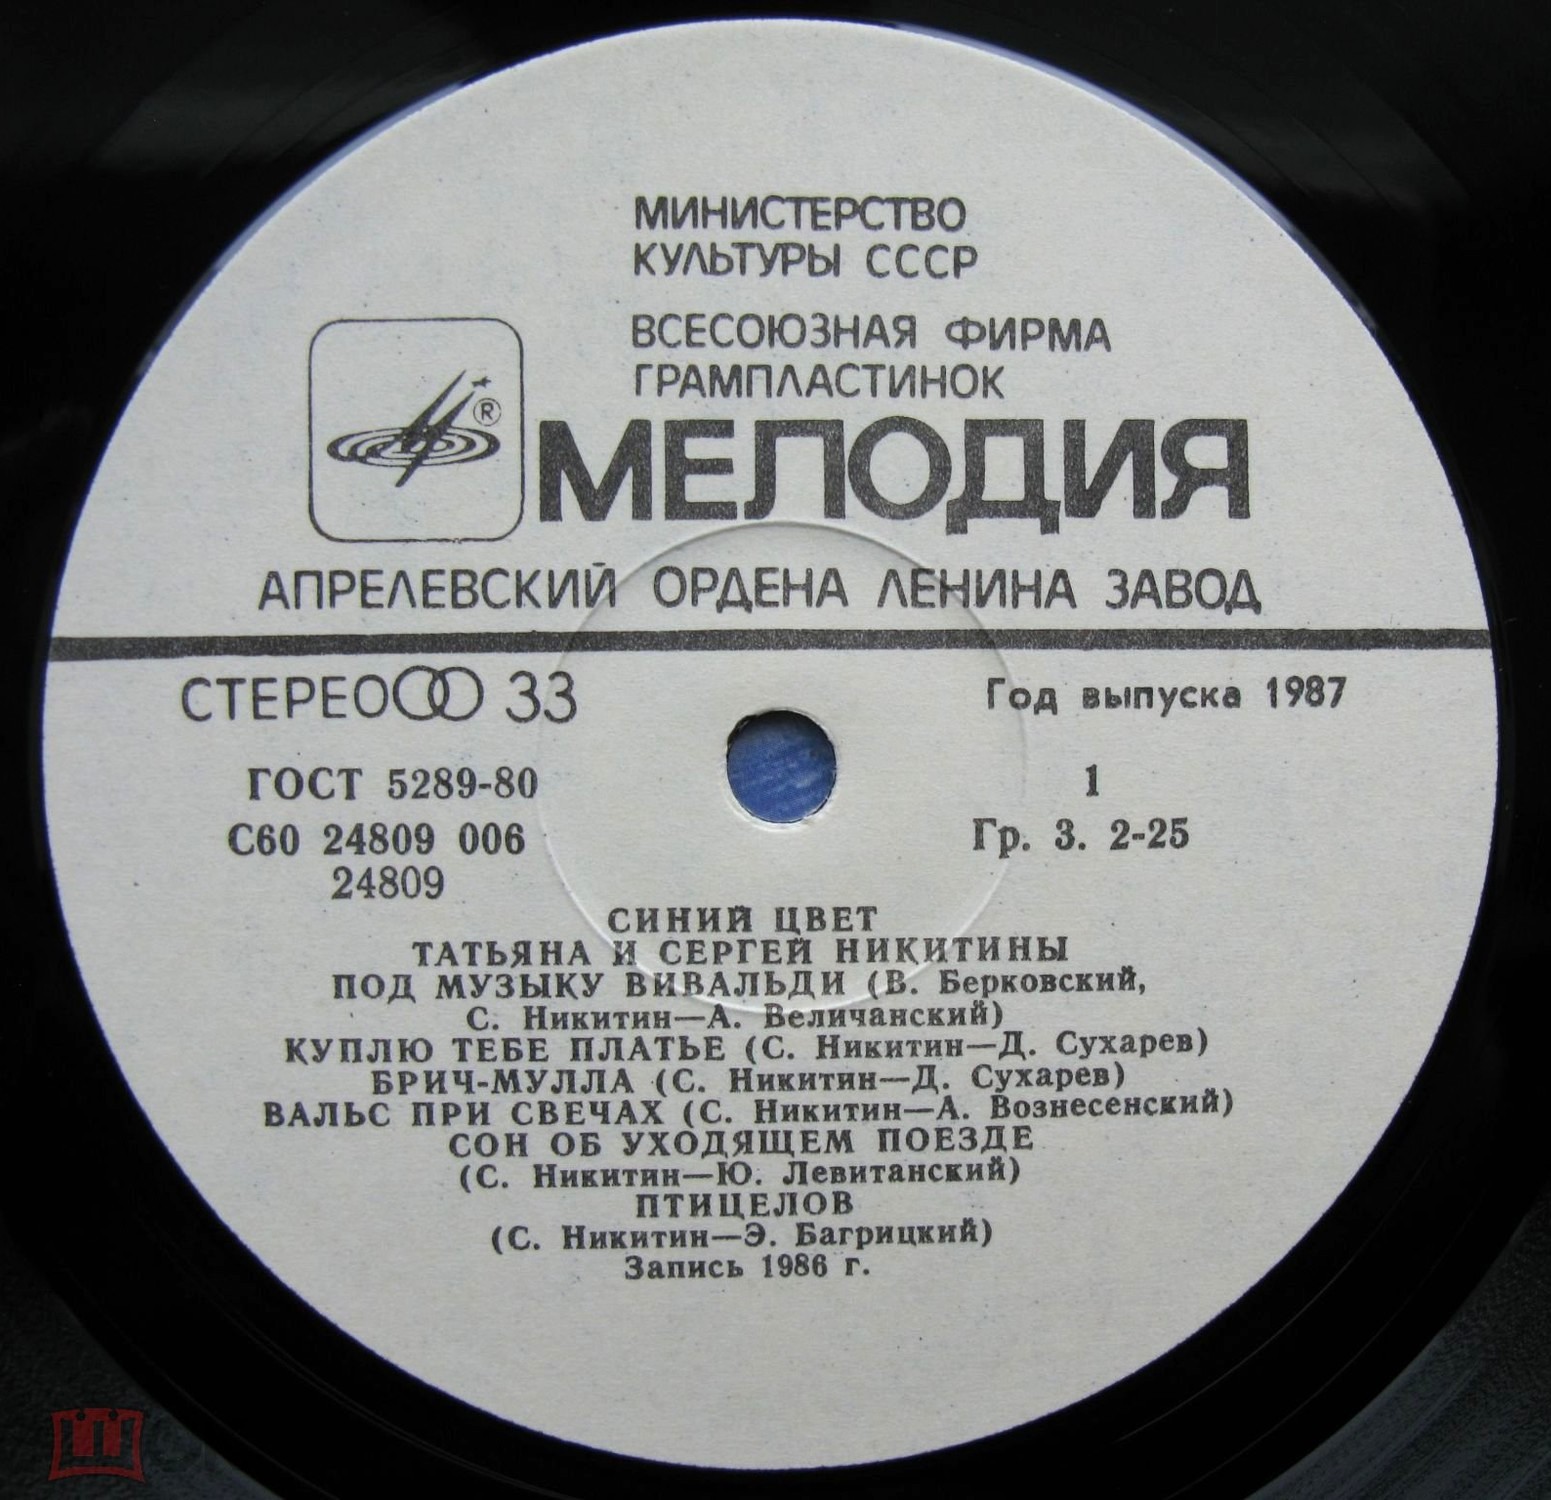 МИНИСТЕРСТВО
КУЛЬТУРЫ СССР
ВСЕСОЮЗНАЯ ФИРМА
ГРАМПЛАСТИНОК
®
МЕЛОДИЯ
АПРЕЛЕВСКИЙ ОРДЕНА ЛЕНИНА ЗАВОД
СТЕРЕО 33
Год выпуска 1987
ГОСТ 5289-80
1
С60 24809 006
Гр. 3. 2-25
24809
СИНИЙ ЦВЕТ
ТАТЬЯНА И СЕРГЕЙ НИКИТИНЫ
ПОД МУЗЫКУ ВИВАЛЬДИ (В. Берковский,
С. Никитин—А. Величанский)
КУПЛЮ ТЕБЕ ПЛАТЬЕ (С. Никитин—Д. Сухарев)
БРИЧ-МУЛЛА (С. Никитин—Д. Сухарев)
ВАЛЬС ПРИ СВЕЧАХ (С. Никитин—А. Вознесенский)
СОН ОБ УХОДЯЩЕМ ПОЕЗДЕ
(С. Никитин—Ю. Левитанский)
ПТИЦЕЛОВ
(С. Никитин—Э. Багрицкий)
Запись 1986 г.